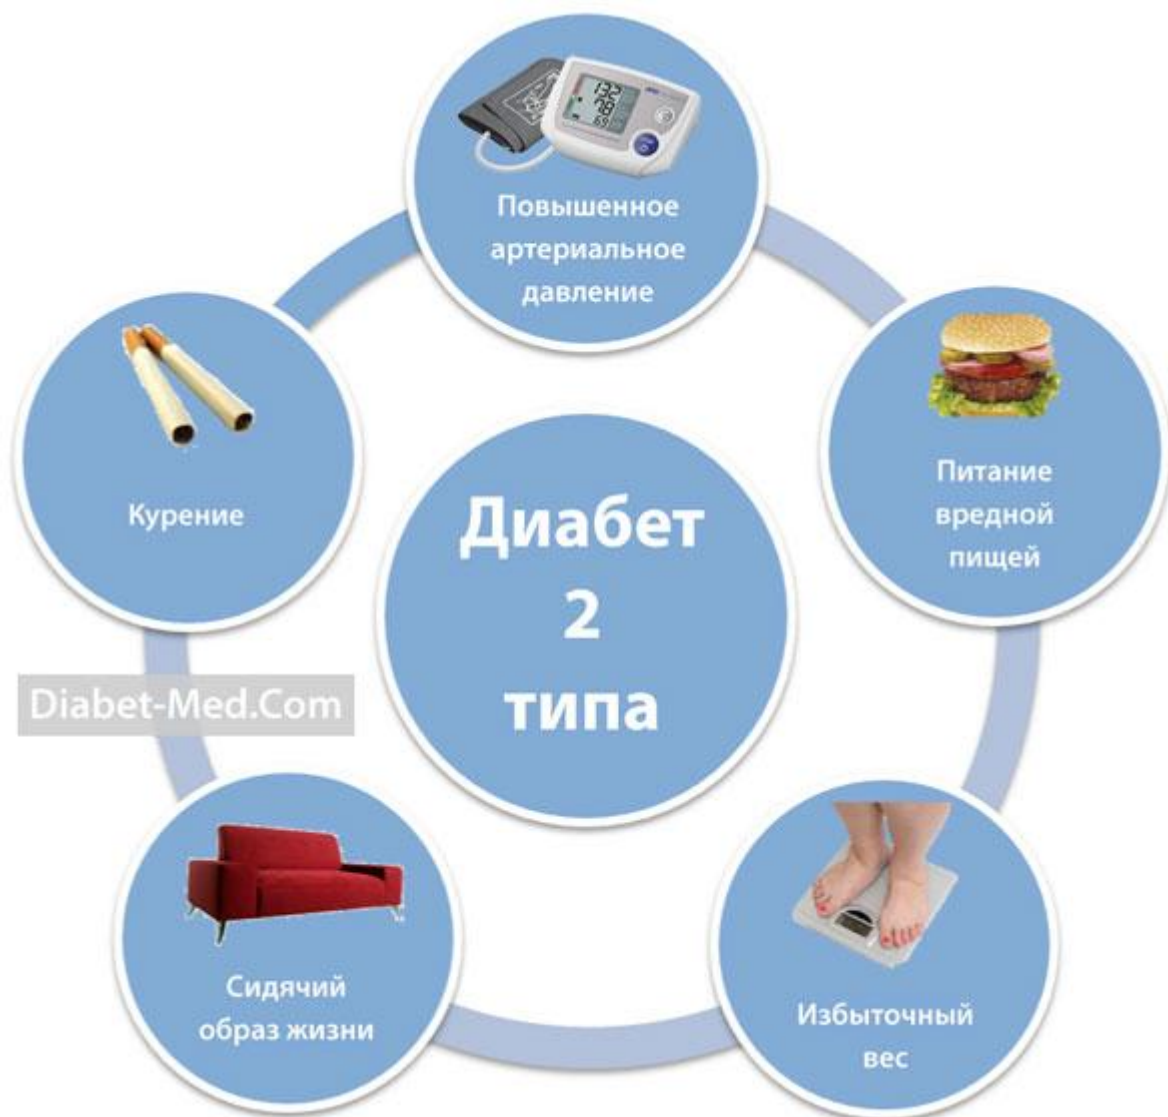 Повышенное
артериальное
давление
Питание
вредной
пищей
Курение
Диабет
2
типа
Diabet-Med.Com
Сидячий
образ жизни
Избыточный
вес